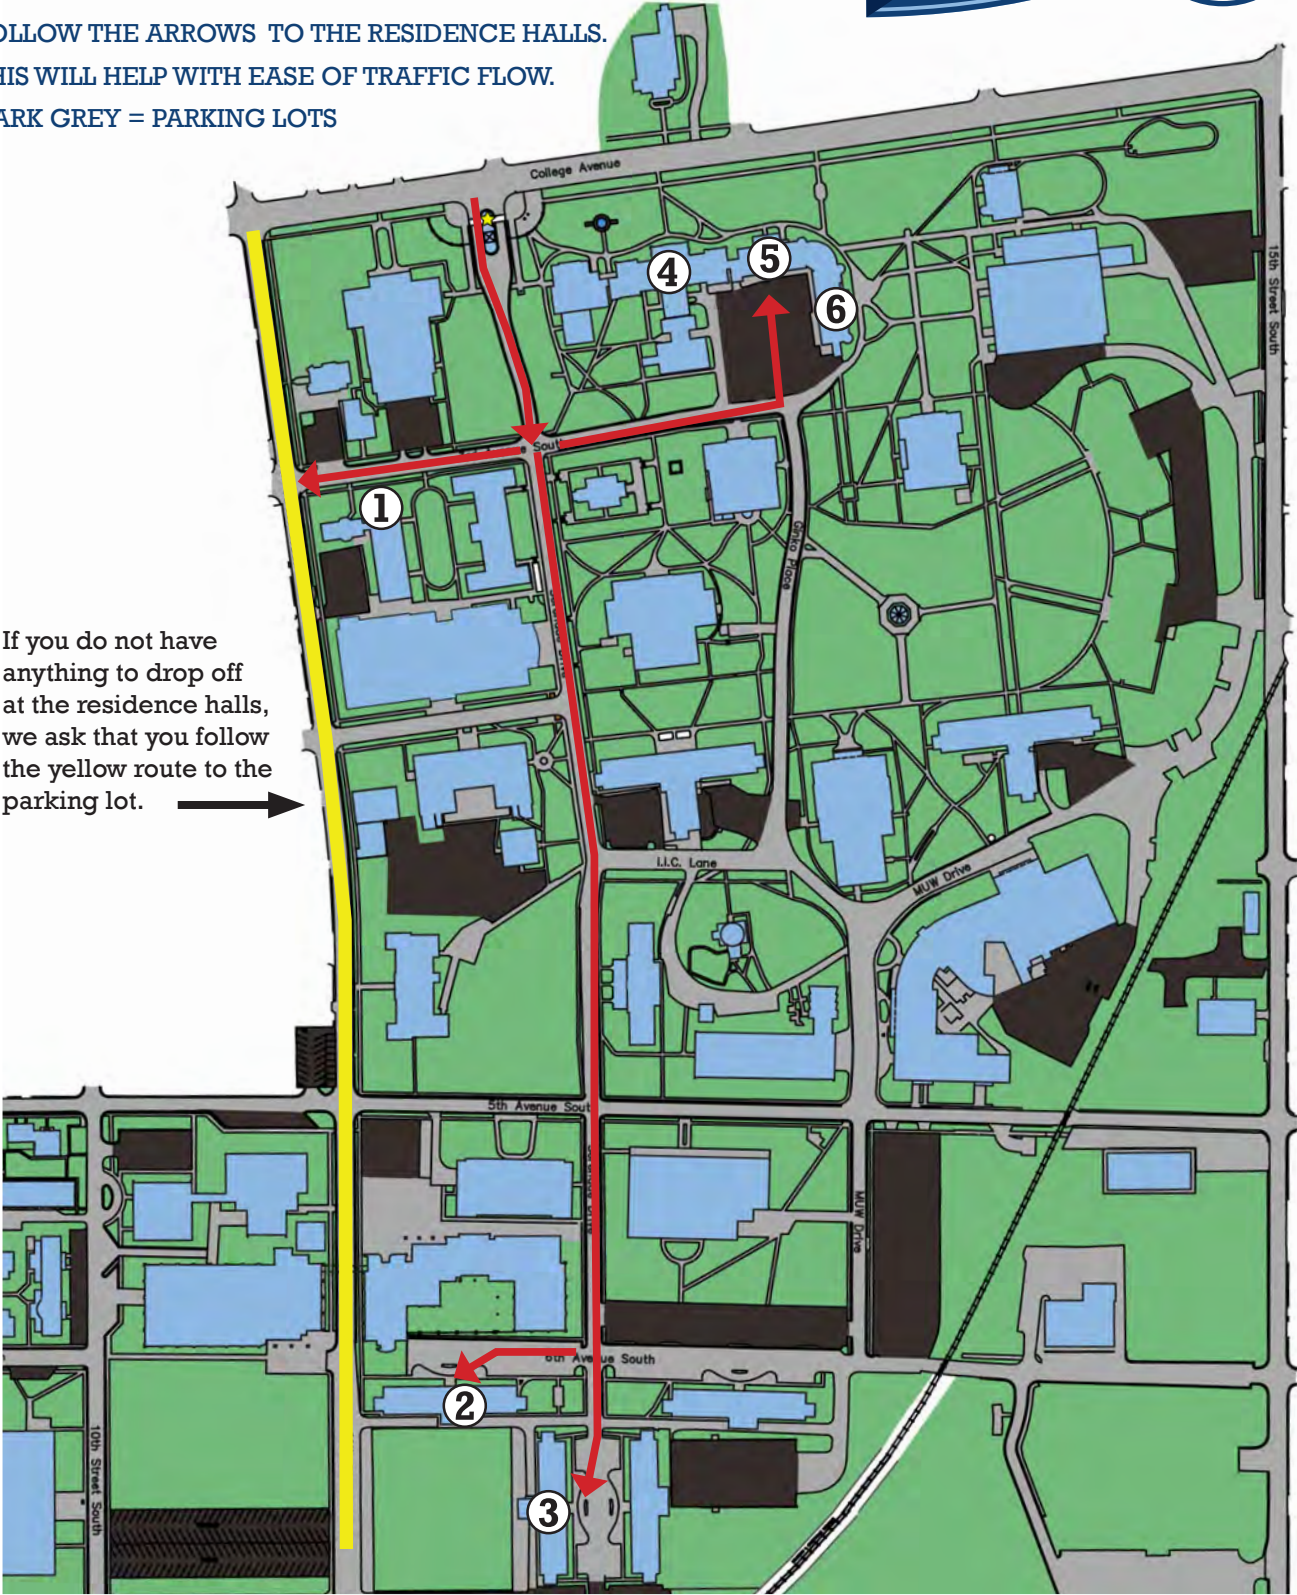 OLLOW THE ARROWS TO THE RESIDENCE HALLS.
HIS WILL HELP WITH EASE OF TRAFFIC FLOW.
ARK GREY = PARKING LOTS
College Avenue
15th Street South
4
5
6
South
1
Ginko Place
If you do not have
anything to drop off
at the residence halls,
we ask that you follow
the yellow route to the
parking lot.
I.I.C. Lane
MUW Drive
5th Avenue Sout
MUW Drive
6th Avenue South
2
10th Street South
3